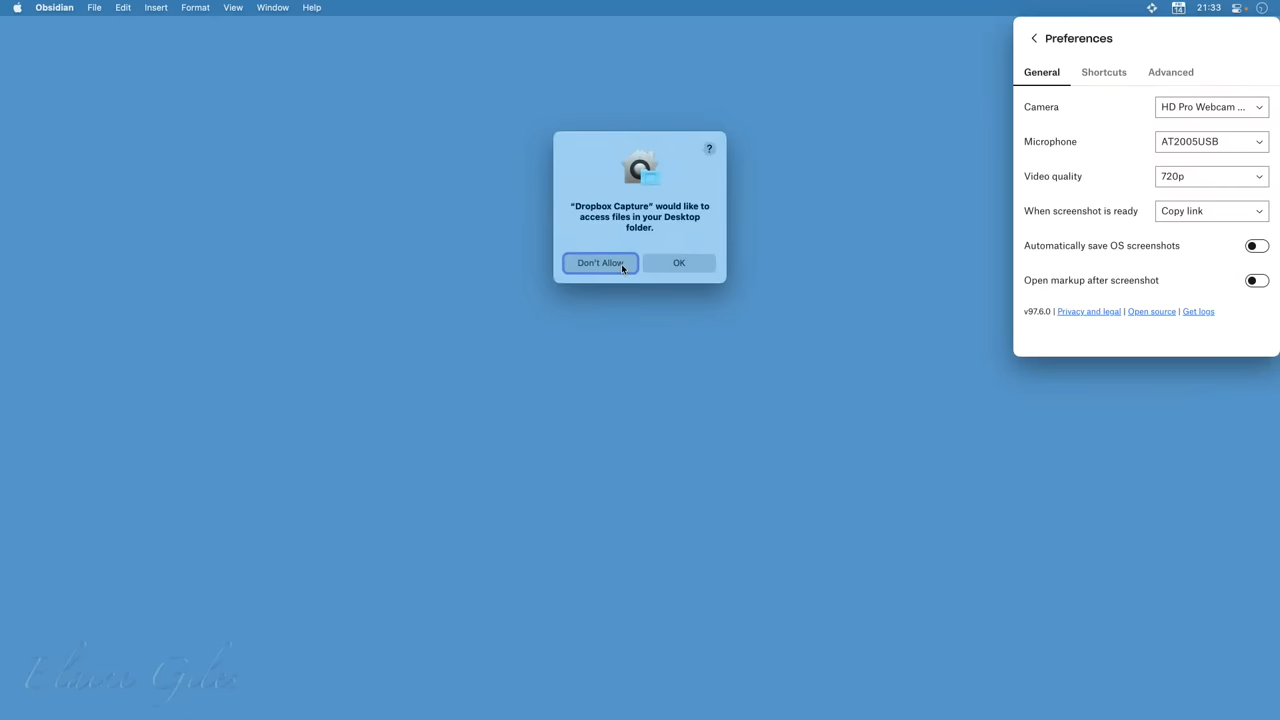 Obsidian File Edit Insert Format View Window Help
14 21:33
Preferences
General Shortcuts Advanced
Camera HD Pro Webcam ...
Microphone AT2005USB
Video quality 720p
When screenshot is ready Copy link
Automatically save OS screenshots
Open markup after screenshot
v97.6.0 | Privacy and legal | Open source | Get logs
?
“Dropbox Capture” would like to
access files in your Desktop
folder.
Don't Allow OK
Elaine Giles